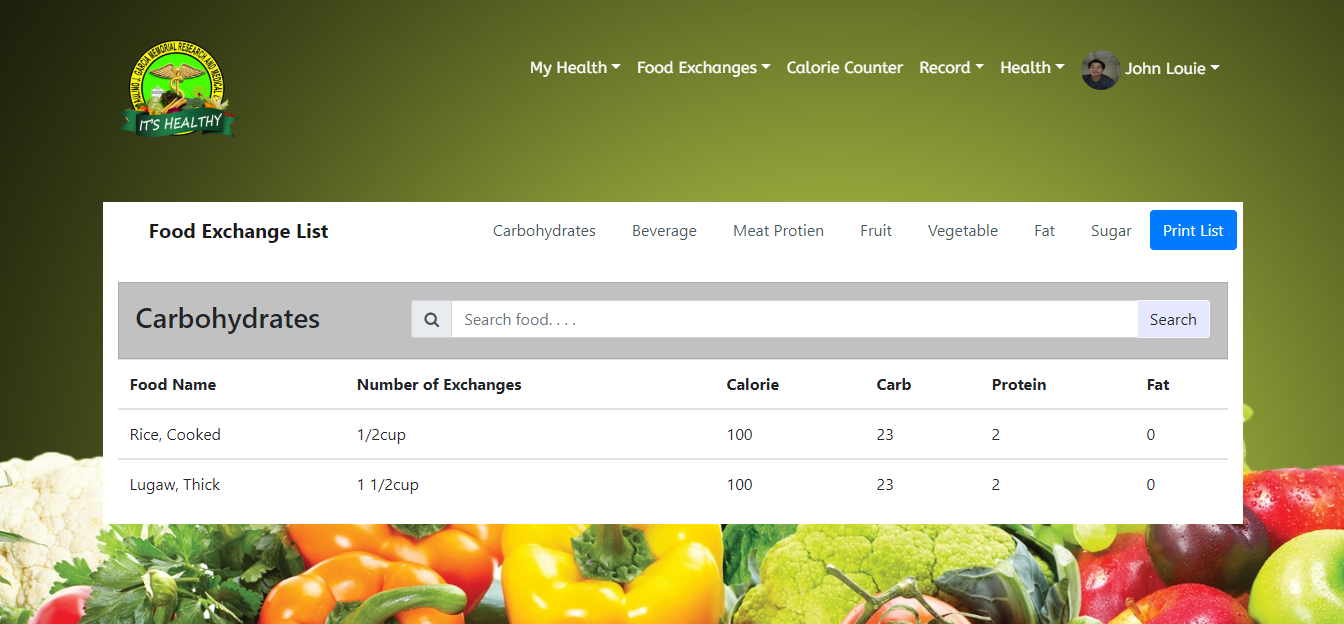 PAULINO J. GARCIA MEMORIAL RESEARCH AND MEDICAL
IT'S HEALTHY
My Health Food Exchanges Calorie Counter Record Health John Louie
Food Exchange List Carbohydrates Beverage Meat Protien Fruit Vegetable Fat Sugar Print List
Carbohydrates Search food. . . . Search
Food Name Number of Exchanges Calorie Carb Protein Fat
Rice, Cooked 1/2cup 100 23 2 0
Lugaw, Thick 1 1/2cup 100 23 2 0